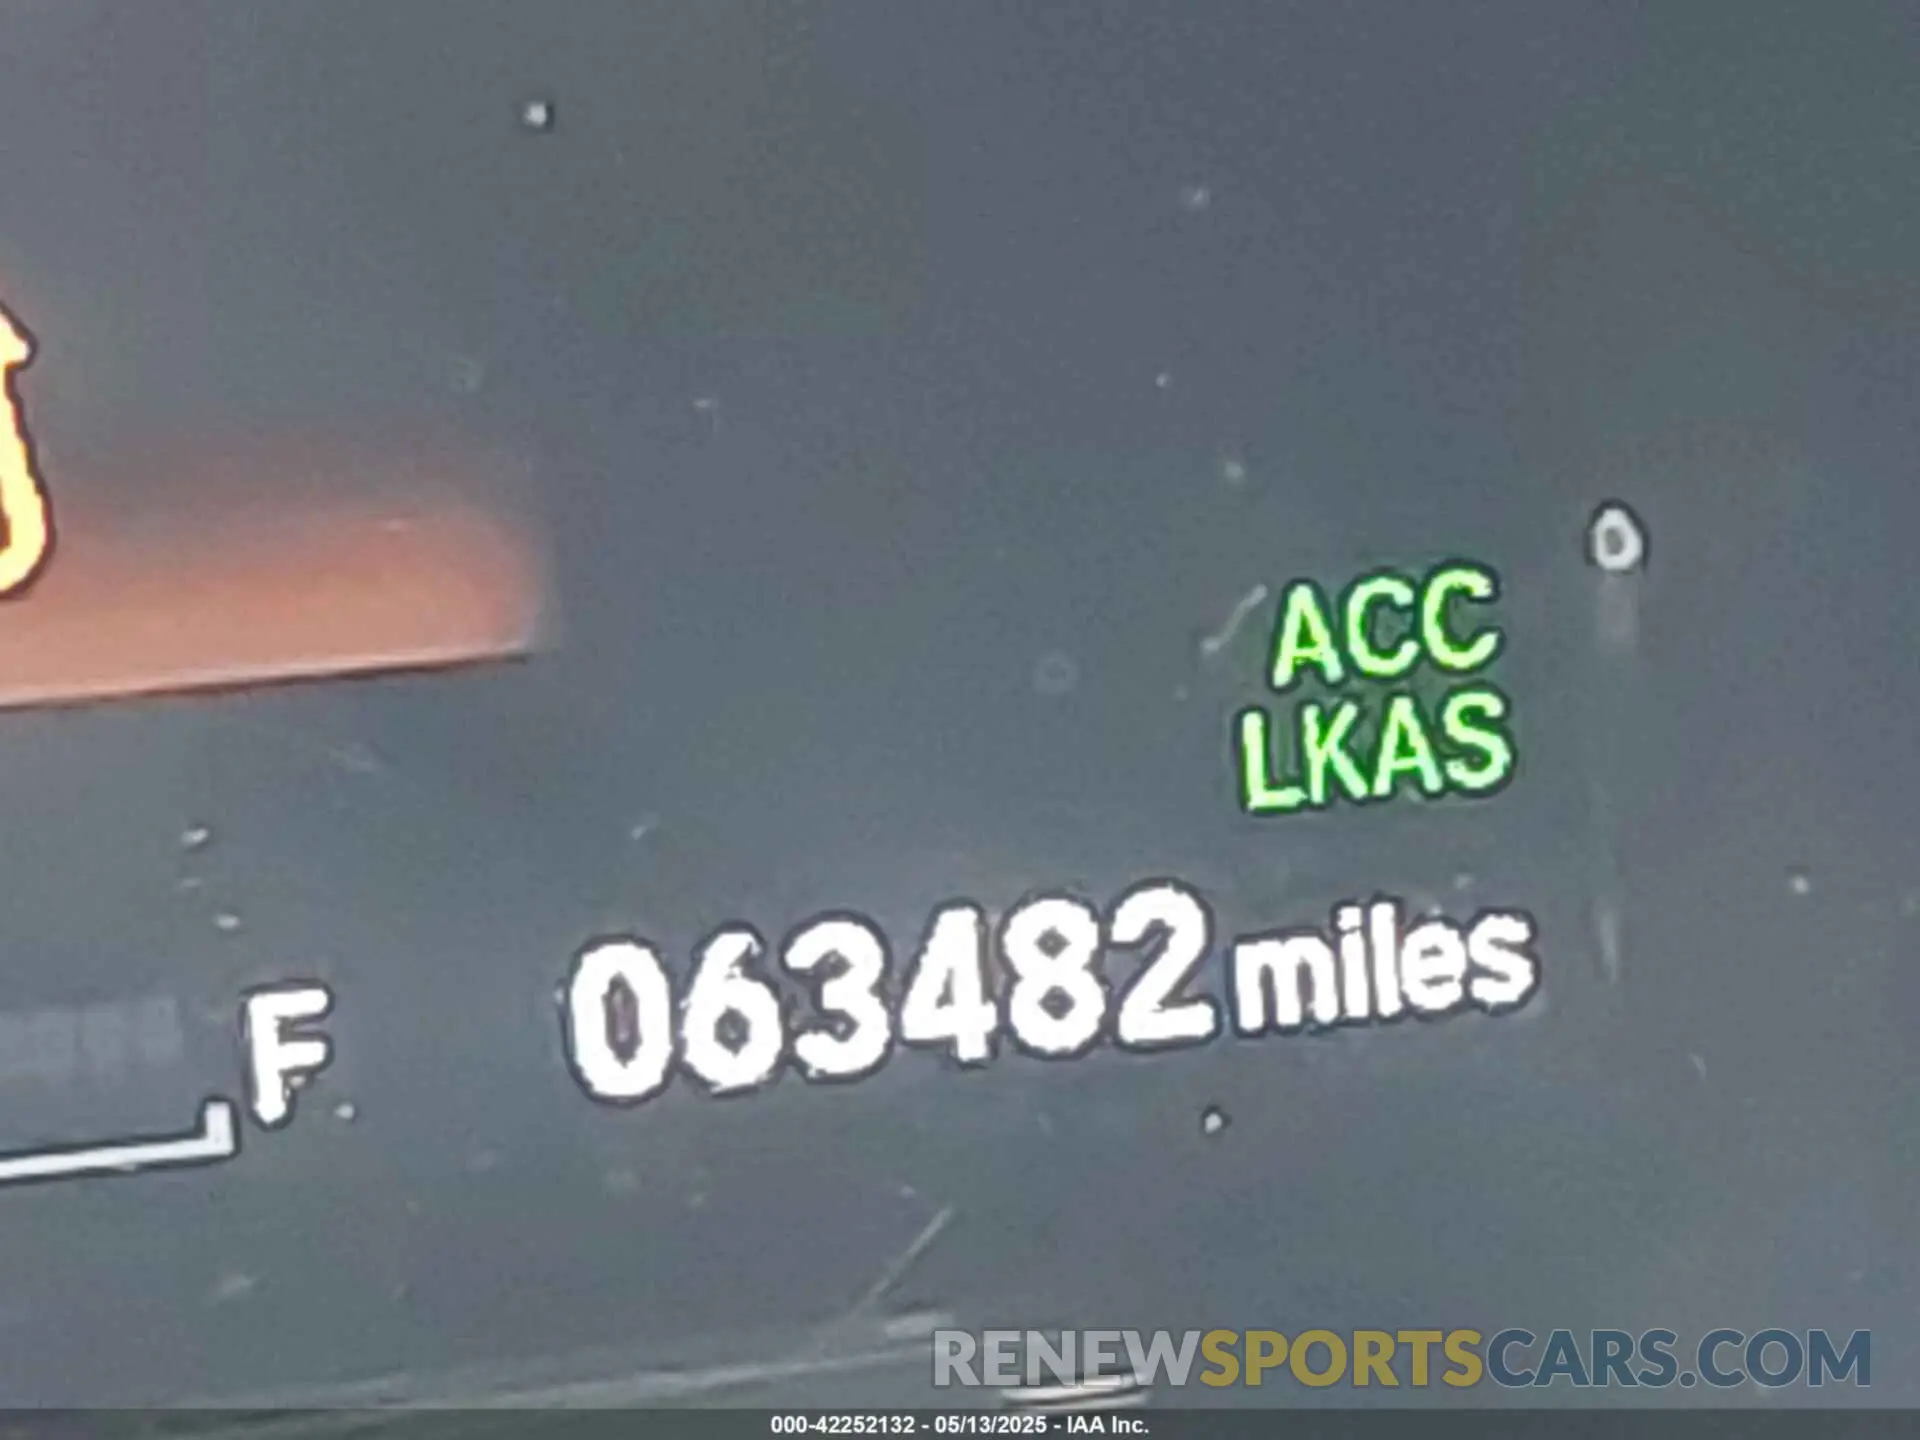 ACC
LKAS
F
063482 miles
RENEWSPORTSCARS.COM
000-42252132 - 05/13/2025 - IAA Inc.